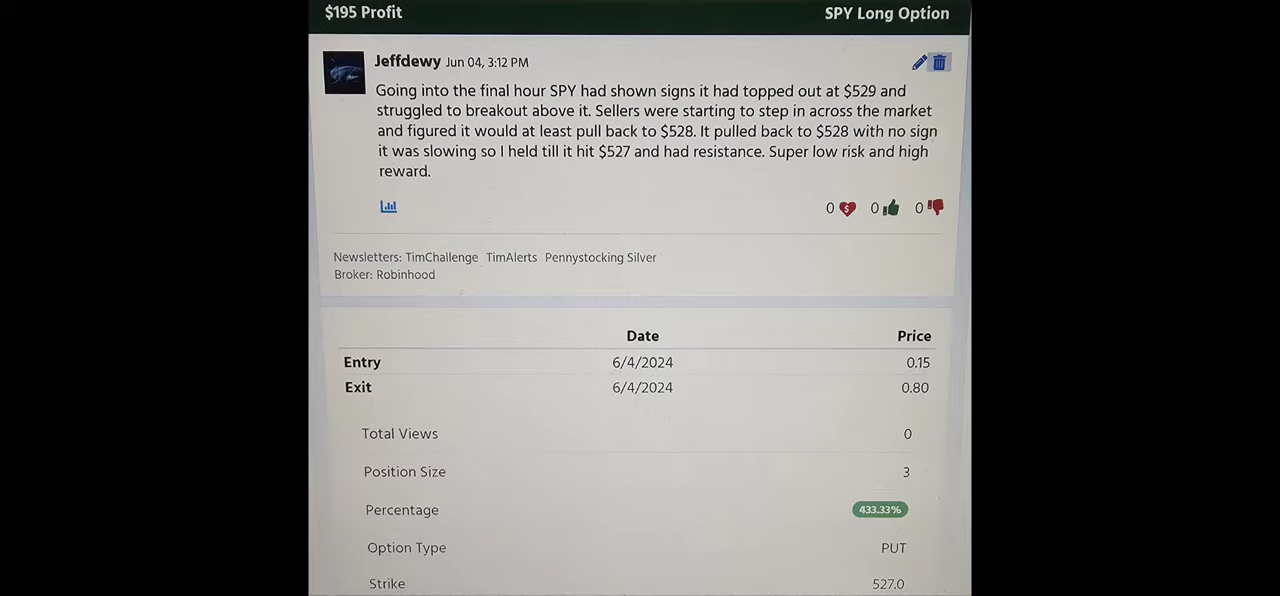 $195 Profit SPY Long Option
Jeffdewy Jun 04, 3:12 PM
Going into the final hour SPY had shown signs it had topped out at $529 and
struggled to breakout above it. Sellers were starting to step in across the market
and figured it would at least pull back to $528. It pulled back to $528 with no sign
it was slowing so I held till it hit $527 and had resistance. Super low risk and high
reward.
0 0 0
Newsletters: TimChallenge TimAlerts Pennystocking Silver
Broker: Robinhood
Date Price
Entry 6/4/2024 0.15
Exit 6/4/2024 0.80
Total Views 0
Position Size 3
Percentage 433.33%
Option Type PUT
Strike 527.0